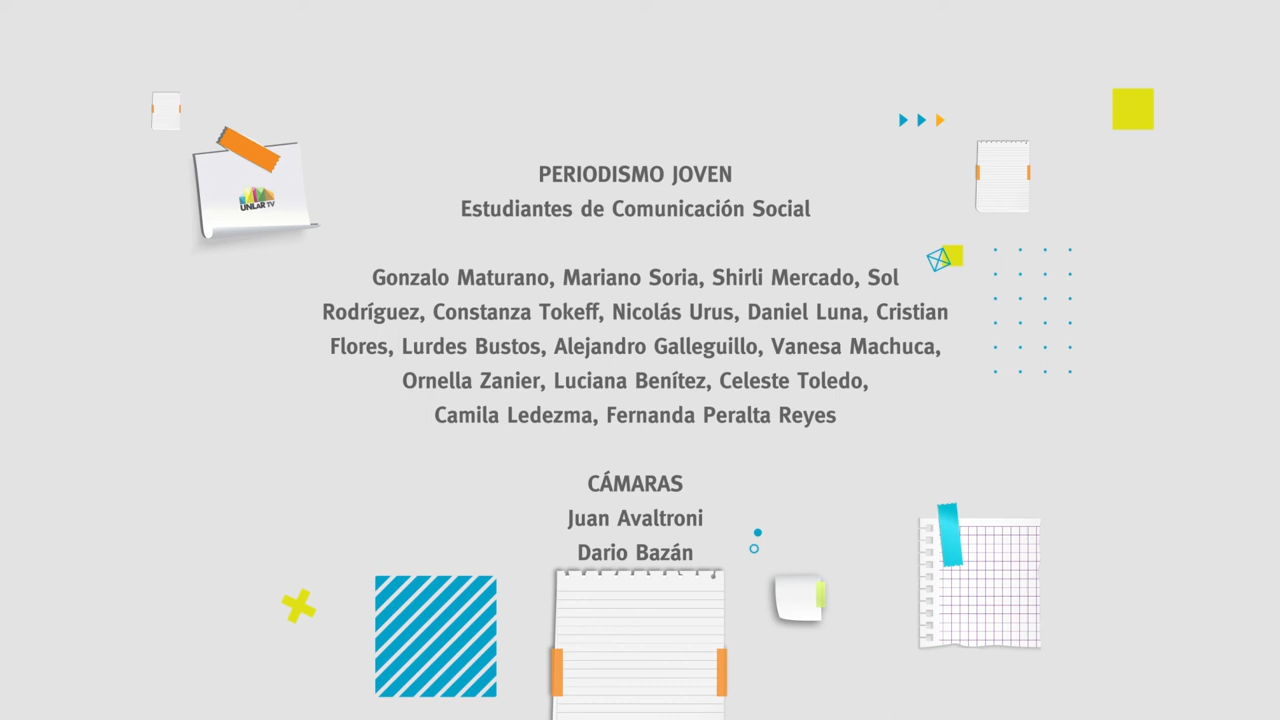 UNLAR TV
PERIODISMO JOVEN
Estudiantes de Comunicación Social
Gonzalo Maturano, Mariano Soria, Shirli Mercado, Sol
Rodríguez, Constanza Tokeff, Nicolás Urus, Daniel Luna, Cristian
Flores, Lurdes Bustos, Alejandro Galleguillo, Vanesa Machuca,
Ornella Zanier, Luciana Benítez, Celeste Toledo,
Camila Ledezma, Fernanda Peralta Reyes
CÁMARAS
Juan Avaltroni
Dario Bazán